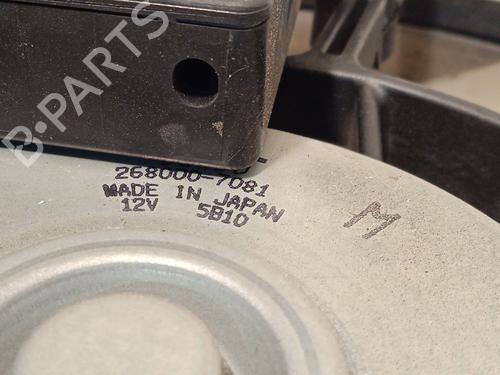 B-PARTS
268000-7081
MADE IN JAPAN
12V 5B10
M